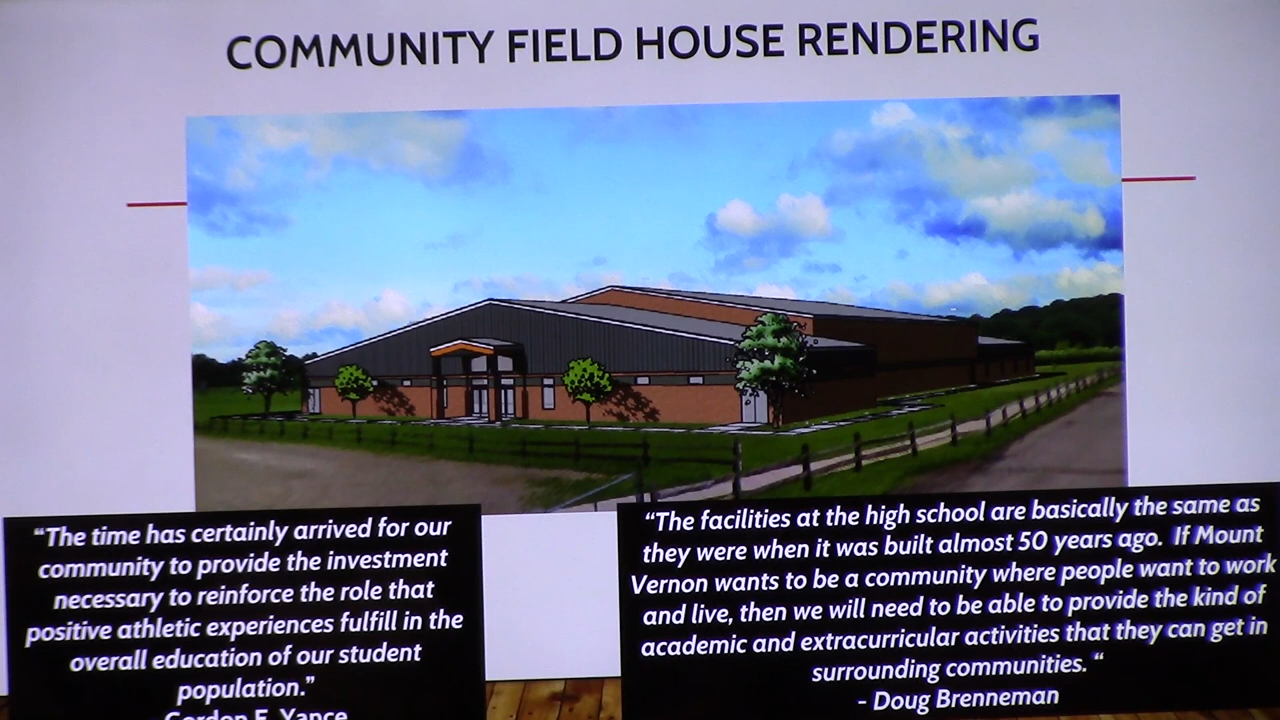 COMMUNITY FIELD HOUSE RENDERING
“The time has certainly arrived for our
community to provide the investment
necessary to reinforce the role that
positive athletic experiences fulfill in the
overall education of our student
population.”
Gordon E. Yance
“The facilities at the high school are basically the same as
they were when it was built almost 50 years ago. If Mount
Vernon wants to be a community where people want to work
and live, then we will need to be able to provide the kind of
academic and extracurricular activities that they can get in
surrounding communities. “
- Doug Brenneman